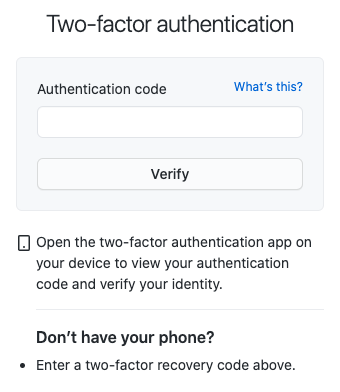 Two-factor authentication
Authentication code
What's this?
Verify
Open the two-factor authentication app on
your device to view your authentication
code and verify your identity.
Don’t have your phone?
• Enter a two-factor recovery code above.